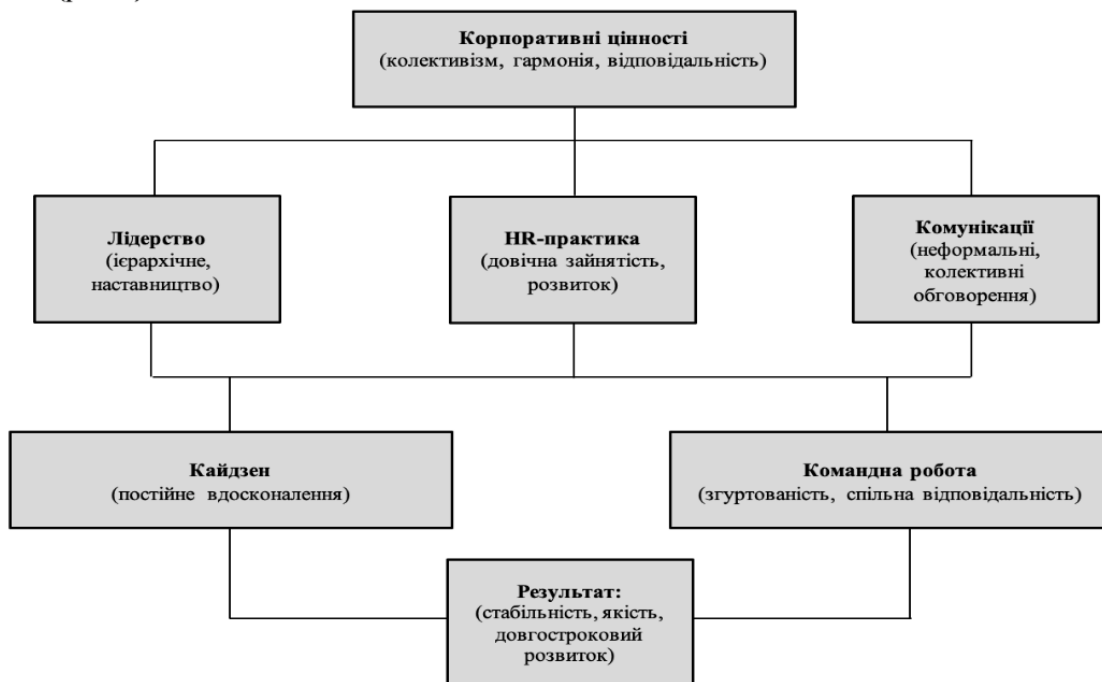 Корпоративні цінності
(колективізм, гармонія, відповідальність)
Лідерство
(ієрархічне,
наставництво)
HR-практика
(довічна зайнятість,
розвиток)
Комунікації
(неформальні,
колективні
обговорення)
Кайдзен
(постійне вдосконалення)
Командна робота
(згуртованість, спільна відповідальність)
Результат:
(стабільність, якість,
довгостроковий
розвиток)